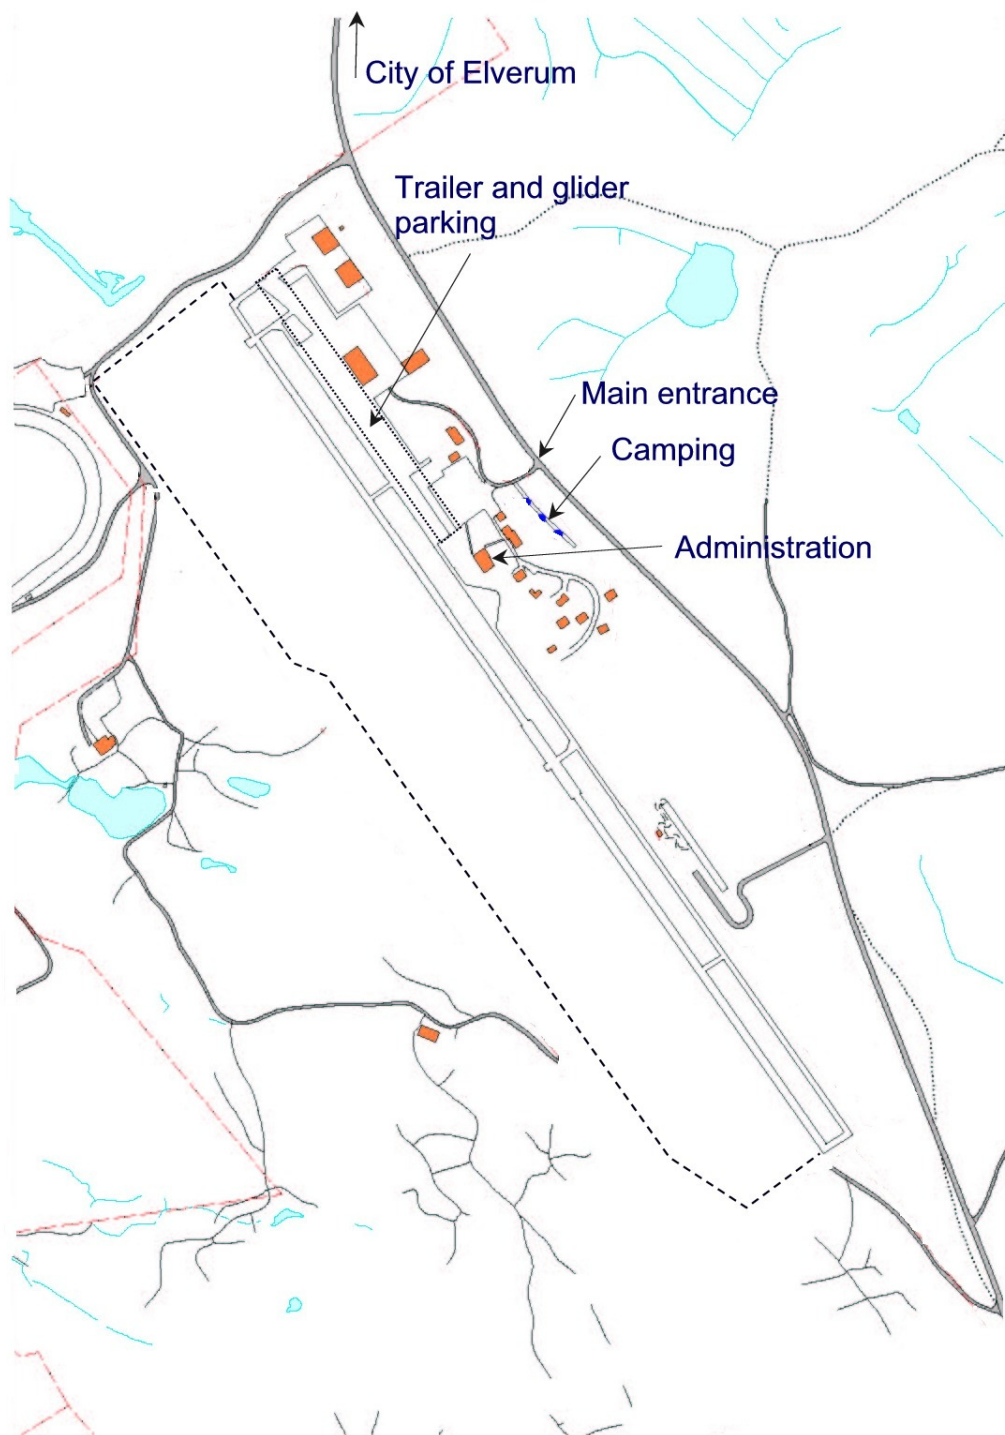 City of Elverum
Trailer and glider
parking
Main entrance
Camping
Administration